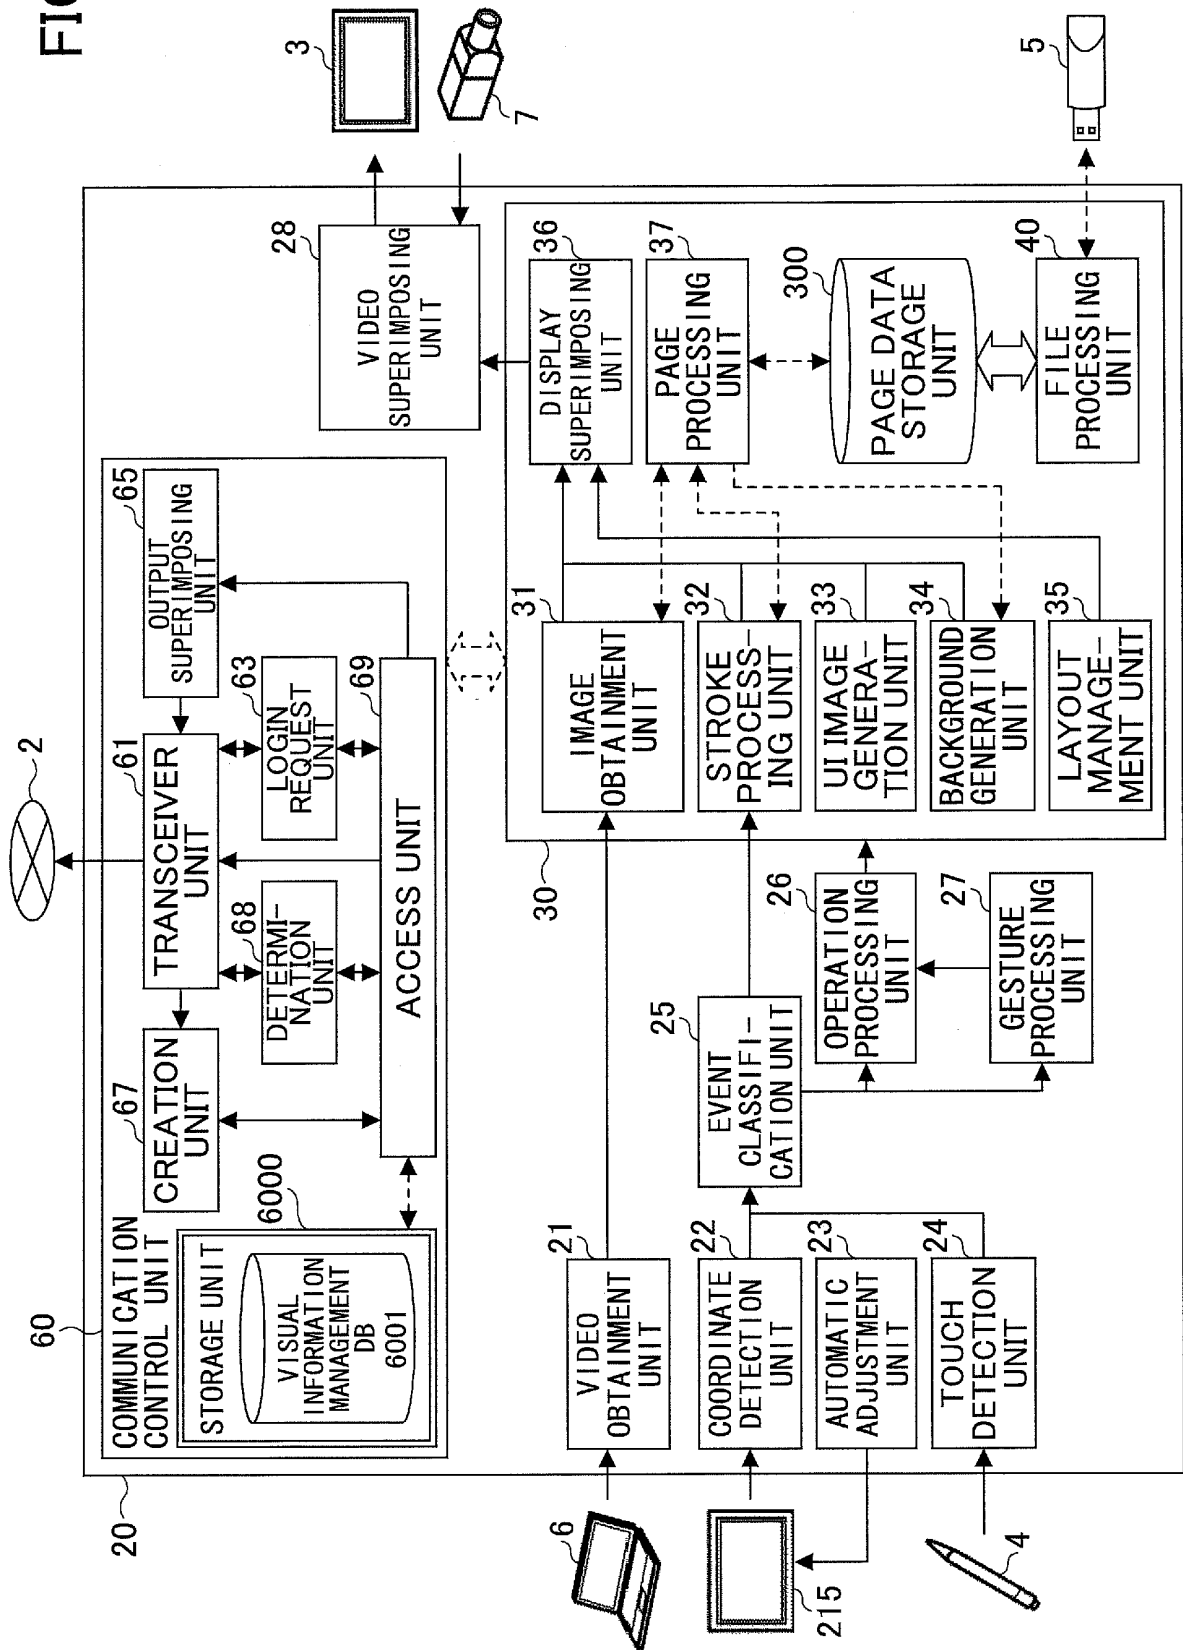 FIG
2
3
7
5
20
60
COMMUNICATION
CONTROL UNIT
STORAGE UNIT
6000
VISUAL
INFORMATION
MANAGEMENT
DB
6001
67
CREATION
UNIT
61
TRANSCEIVER
UNIT
65
OUTPUT
SUPERIMPOSING
UNIT
68
DETERMI-
NATION
UNIT
63
LOGIN
REQUEST
UNIT
69
ACCESS UNIT
28
VIDEO
SUPERIMPOSING
UNIT
6
21
VIDEO
OBTAINMENT
UNIT
215
22
COORDINATE
DETECTION
UNIT
23
AUTOMATIC
ADJUSTMENT
UNIT
4
24
TOUCH
DETECTION
UNIT
25
EVENT
CLASSIFI-
CATION UNIT
26
OPERATION
PROCESSING
UNIT
27
GESTURE
PROCESSING
UNIT
30
31
IMAGE
OBTAINMENT
UNIT
32
STROKE
PROCESS-
ING UNIT
33
UI IMAGE
GENERA-
TION UNIT
34
BACKGROUND
GENERATION
UNIT
35
LAYOUT
MANAGE-
MENT UNIT
36
DISPLAY
SUPERIMPOSING
UNIT
37
PAGE
PROCESSING
UNIT
300
PAGE DATA
STORAGE
UNIT
40
FILE
PROCESSING
UNIT